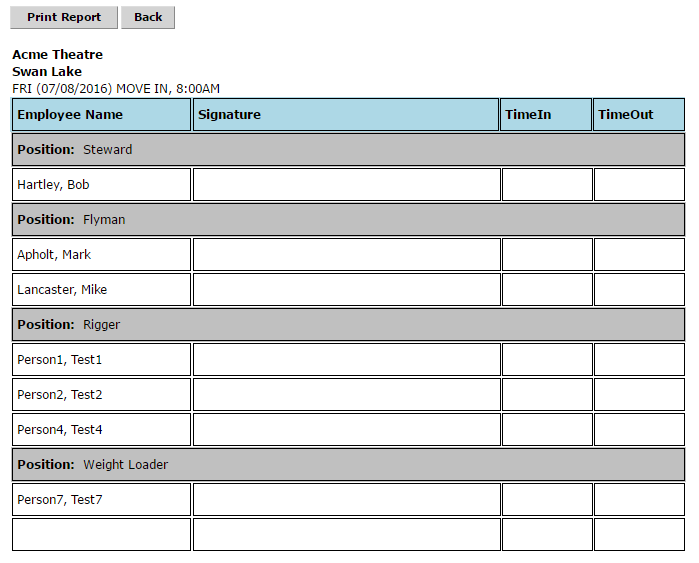 Print Report Back
Acme Theatre
Swan Lake
FRI (07/08/2016) MOVE IN, 8:00AM
Employee Name Signature TimeIn TimeOut
Position: Steward
Hartley, Bob
Position: Flyman
Apholt, Mark
Lancaster, Mike
Position: Rigger
Person1, Test1
Person2, Test2
Person4, Test4
Position: Weight Loader
Person7, Test7